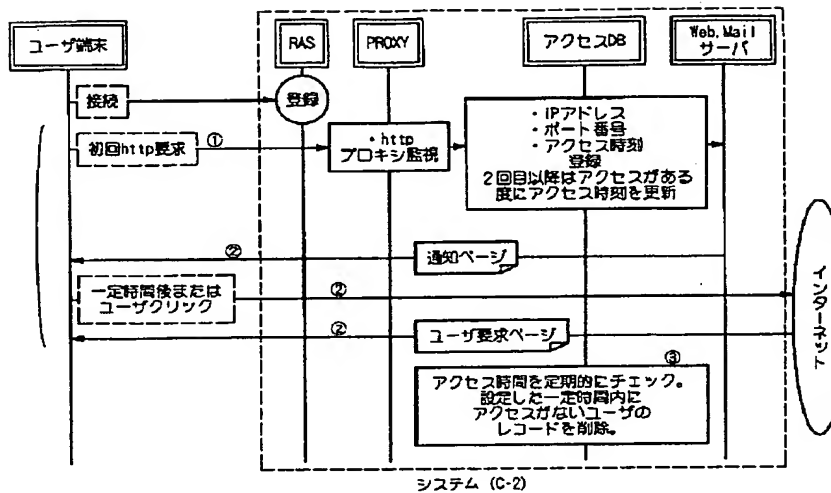 ユーザ端末
RAS
PROXY
アクセスDB
Web,Mail
サーバ
接続
登録
初回http要求
①
・http
プロキシ監視
・IPアドレス
・ポート番号
・アクセス時刻
登録
2回目以降はアクセスがある
度にアクセス時刻を更新
②
通知ページ
一定時間後または
ユーザクリック
②
②
ユーザ要求ページ
インターネット
③
アクセス時間を定期的にチェック。
設定した一定時間内に
アクセスがないユーザの
レコードを削除。
システム (C-2)